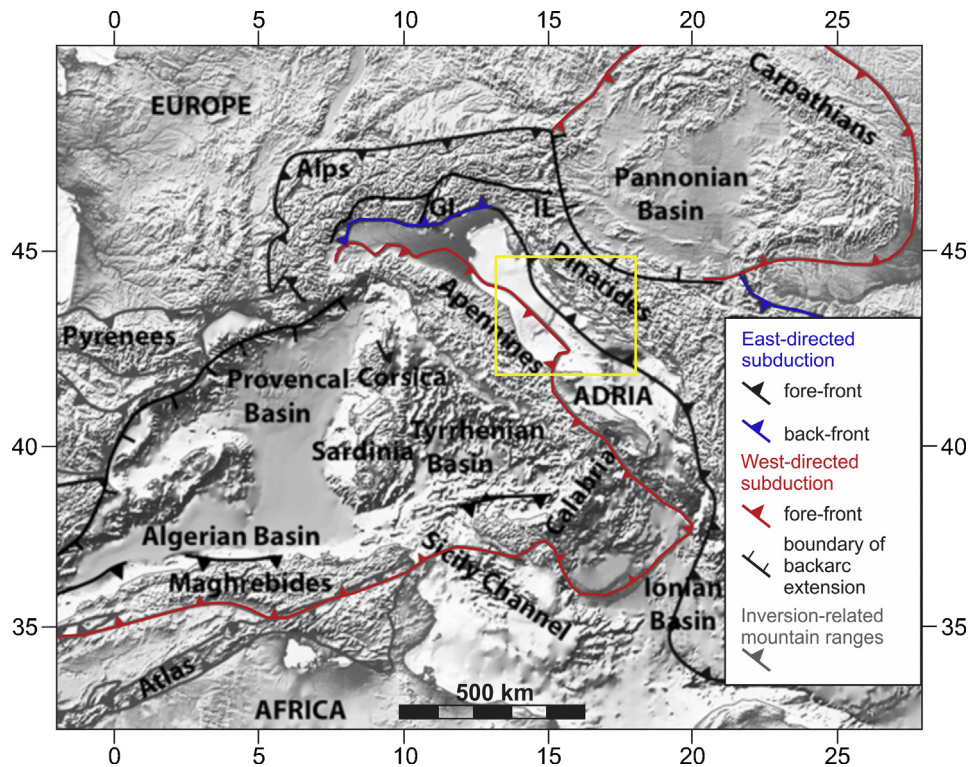 0 5 10 15 20 25
EUROPE
Carpathians
Alps
Pannonian
Basin
GL
IL
45
45
Dinarides
Apennines
Pyrenees
Provencal
Basin
Corsica
ADRIA
Sardinia
Tyrrhenian
Basin
40
40
Calabria
Algerian Basin
Sicily Channel
Maghrebides
Ionian
Basin
35
35
Atlas
AFRICA
500 km
East-directed
subduction
fore-front
back-front
West-directed
subduction
fore-front
boundary of
backarc
extension
Inversion-related
mountain ranges
0 5 10 15 20 25